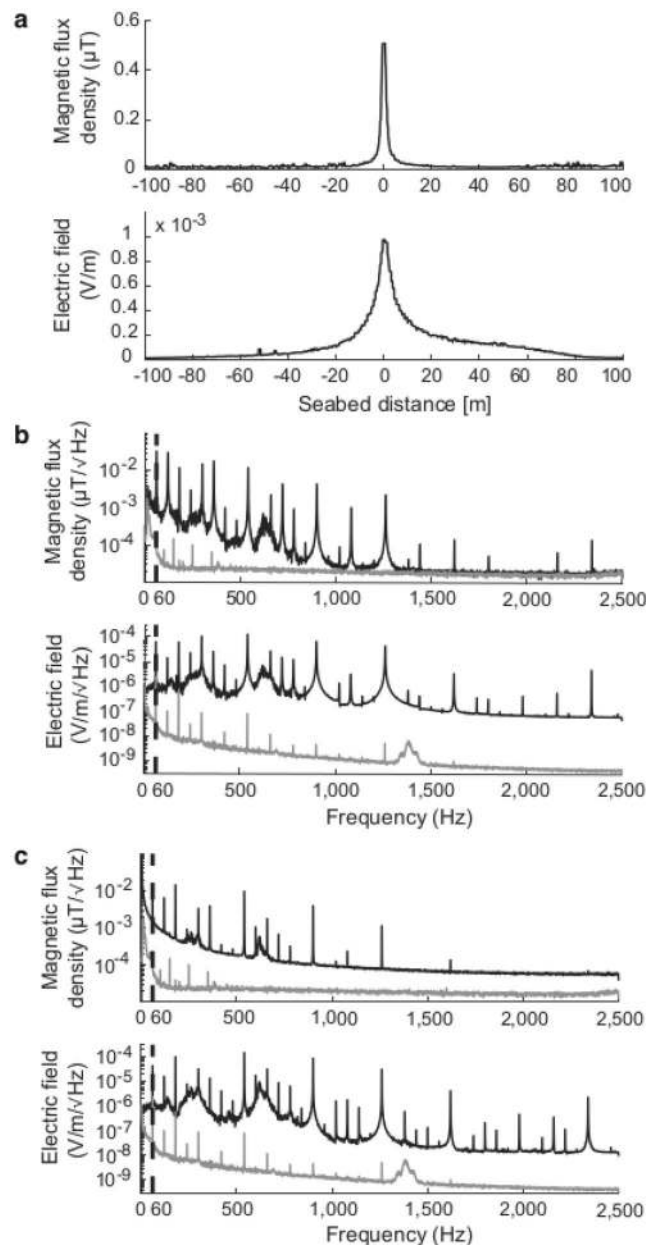 a
Magnetic flux
density (µT)
0.6
0.4
0.2
0
-100 -80 -60 -40 -20 0 20 40 60 80 100
Electric field
(V/m)
x 10-3
1
0.8
0.6
0.4
0.2
0
-100 -80 -60 -40 -20 0 20 40 60 80 100
Seabed distance [m]
b
Magnetic flux
density (µT/√Hz)
10-2
10-3
10-4
0 60 500 1,000 1,500 2,000 2,500
Electric field
(V/m/√Hz)
10-4
10-5
10-6
10-7
10-8
10-9
0 60 500 1,000 1,500 2,000 2,500
Frequency (Hz)
c
Magnetic flux
density (µT/√Hz)
10-2
10-3
10-4
0 60 500 1,000 1,500 2,000 2,500
Electric field
(V/m/√Hz)
10-4
10-5
10-6
10-7
10-8
10-9
0 60 500 1,000 1,500 2,000 2,500
Frequency (Hz)